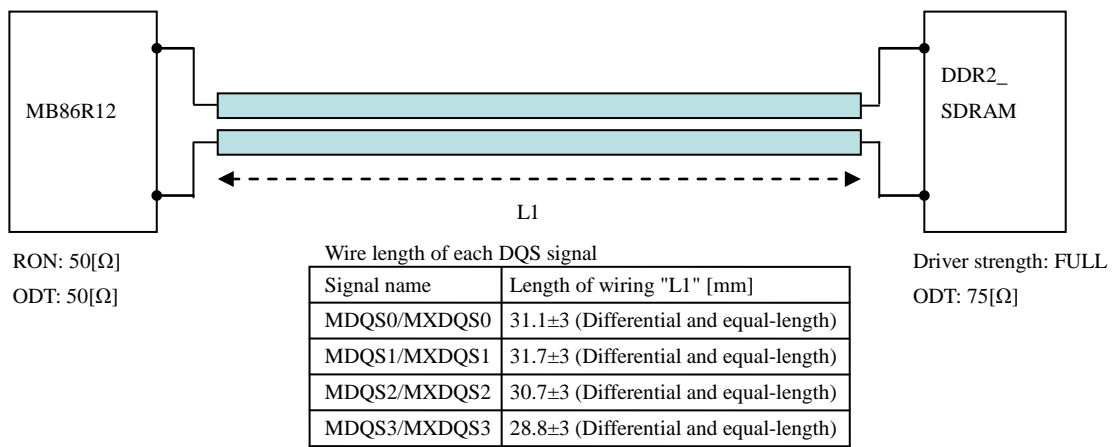 MB86R12
DDR2_
SDRAM
L1
RON: 50[Ω]
ODT: 50[Ω]
Driver strength: FULL
ODT: 75[Ω]
Wire length of each DQS signal
Signal name Length of wiring "L1" [mm]
MDQS0/MXDQS0 31.1±3 (Differential and equal-length)
MDQS1/MXDQS1 31.7±3 (Differential and equal-length)
MDQS2/MXDQS2 30.7±3 (Differential and equal-length)
MDQS3/MXDQS3 28.8±3 (Differential and equal-length)